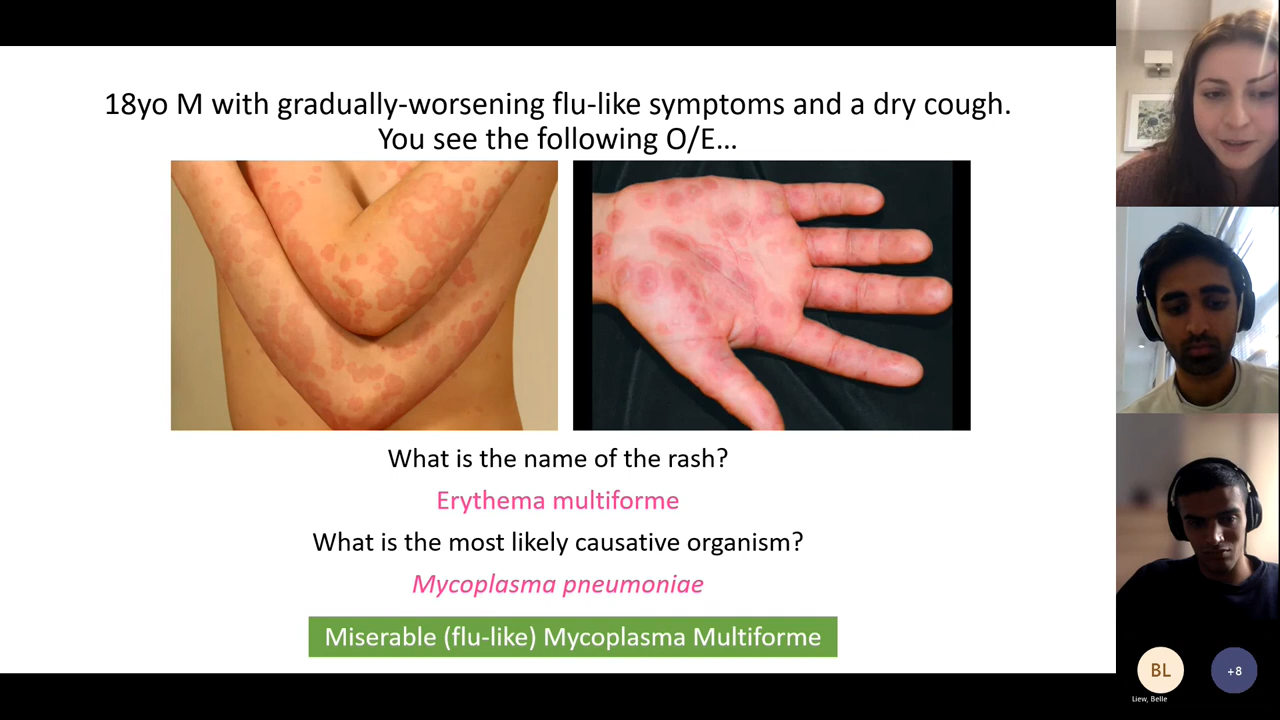 18yo M with gradually-worsening flu-like symptoms and a dry cough.
You see the following O/E...
What is the name of the rash?
Erythema multiforme
What is the most likely causative organism?
Mycoplasma pneumoniae
Miserable (flu-like) Mycoplasma Multiforme
BL
+8
Liew, Belle